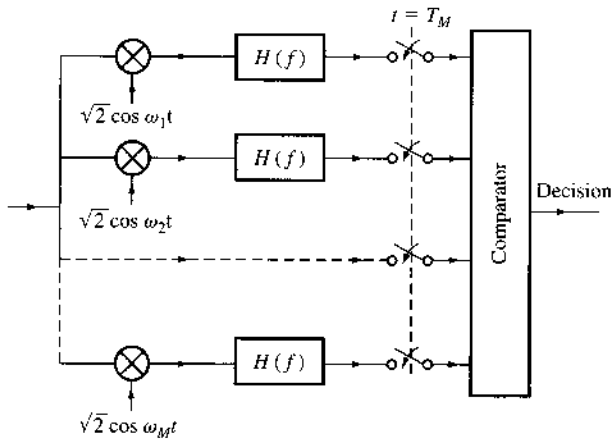 t = T_M
H(f)
√2 cos ω₁t
H(f)
√2 cos ω₂t
Comparator
Decision
H(f)
√2 cos ω_M t